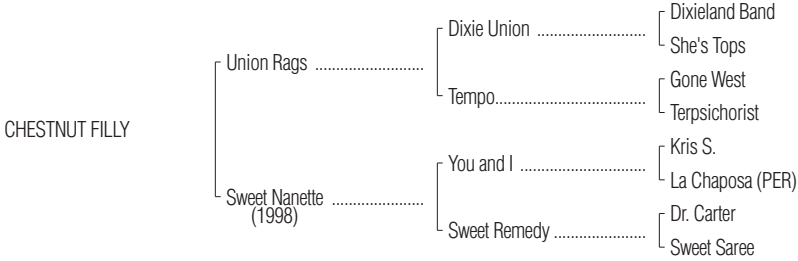 Dixieland Band
Dixie Union ..........................
She's Tops
Union Rags ..........................
Gone West
Tempo....................................
Terpsichorist
CHESTNUT FILLY
Kris S.
You and I ..............................
La Chaposa (PER)
Sweet Nanette ......................
(1998)
Dr. Carter
Sweet Remedy ......................
Sweet Saree